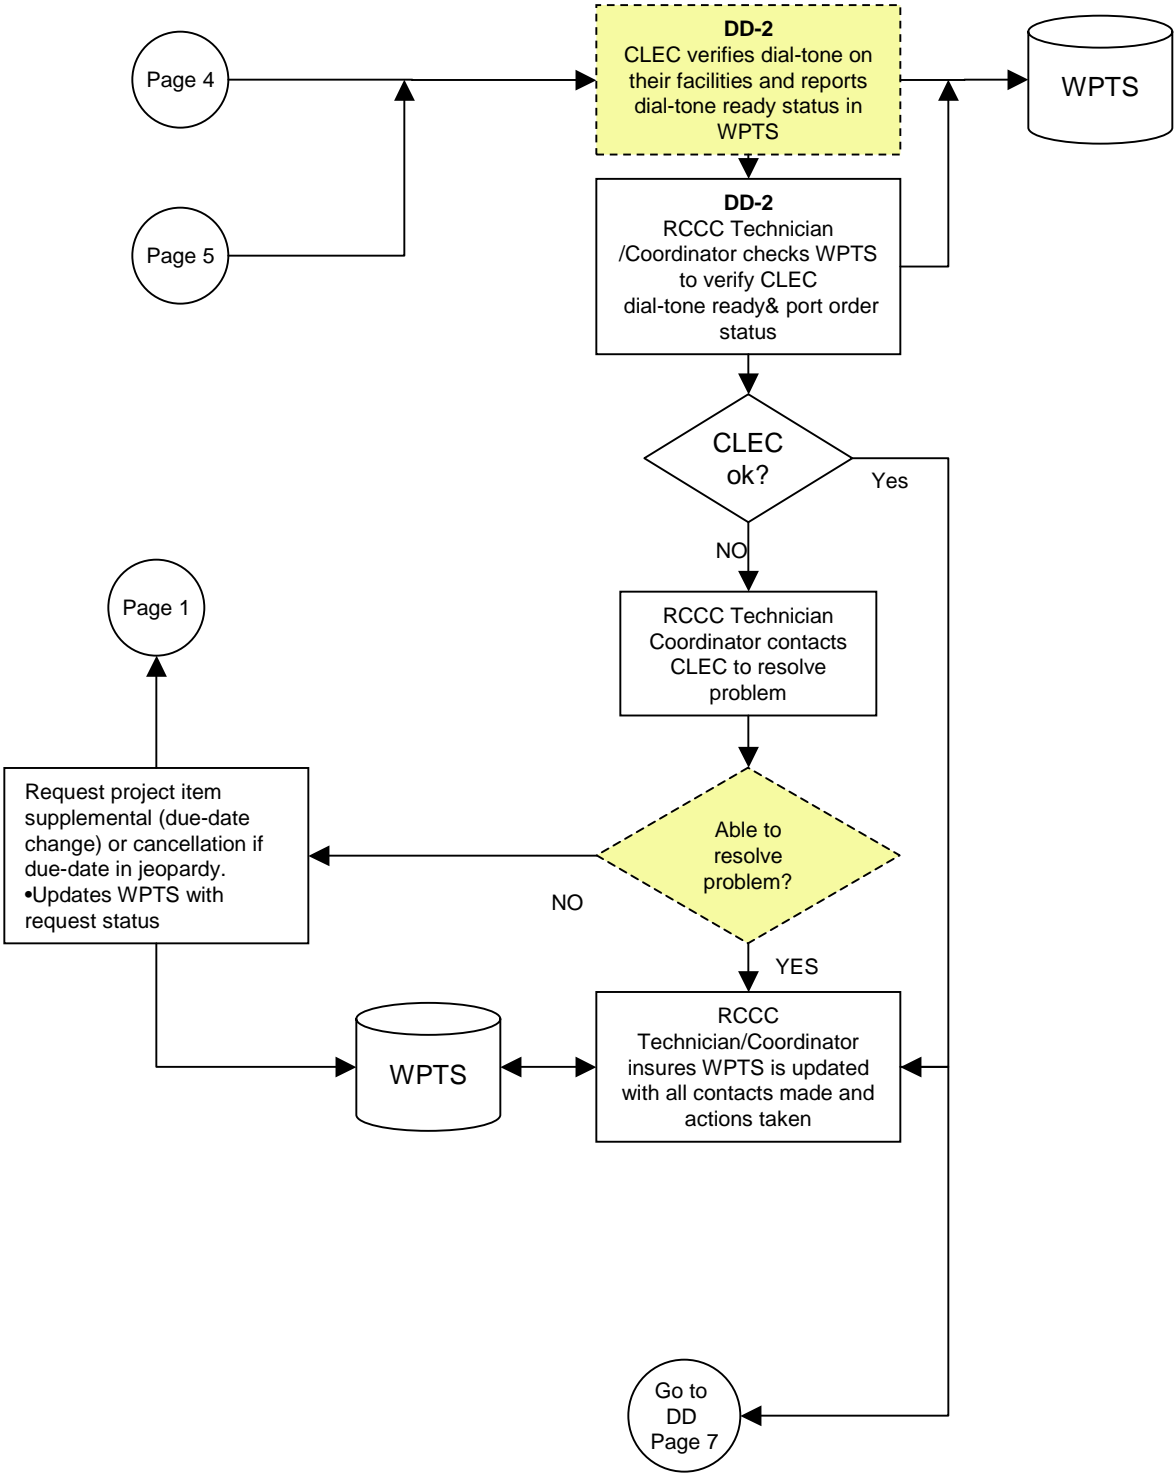 Page 4
DD-2
CLEC verifies dial-tone on
their facilities and reports
dial-tone ready status in
WPTS
WPTS
Page 5
DD-2
RCCC Technician
/Coordinator checks WPTS
to verify CLEC
dial-tone ready& port order
status
CLEC
ok?
Yes
NO
Page 1
RCCC Technician
Coordinator contacts
CLEC to resolve
problem
Request project item
supplemental (due-date
change) or cancellation if
due-date in jeopardy.
•Updates WPTS with
request status
Able to
resolve
problem?
NO
YES
WPTS
RCCC
Technician/Coordinator
insures WPTS is updated
with all contacts made and
actions taken
Go to
DD
Page 7